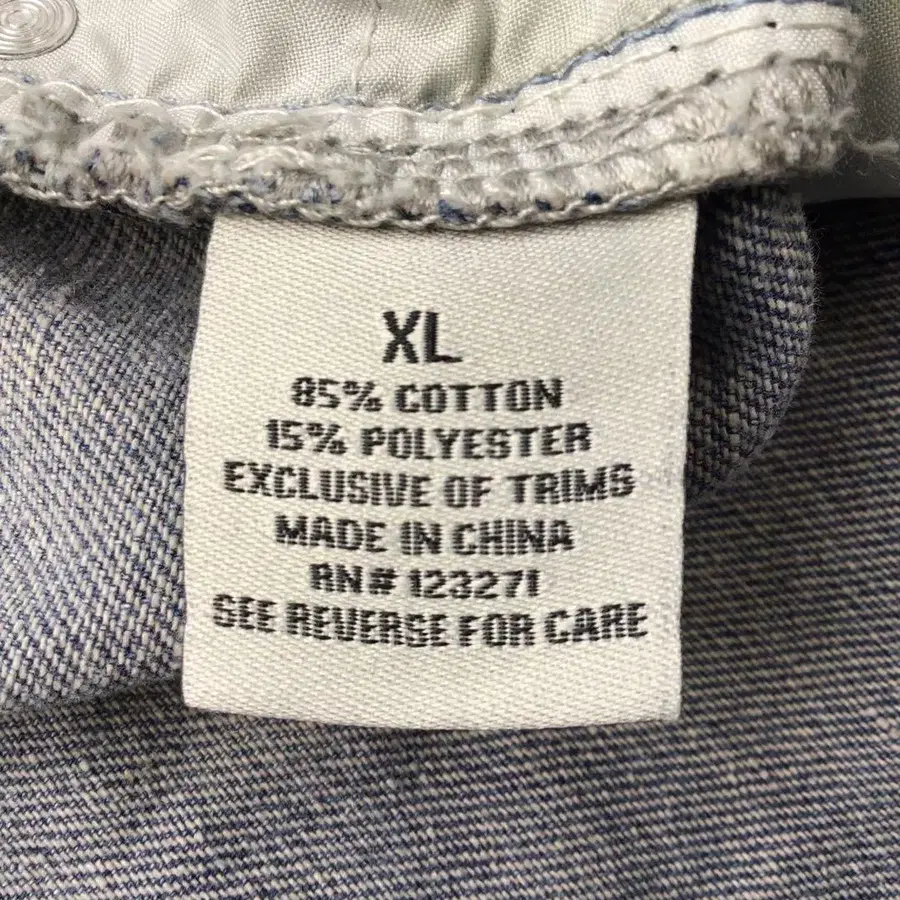 XL
85% COTTON
15% POLYESTER
EXCLUSIVE OF TRIMS
MADE IN CHINA
RN# 123271
SEE REVERSE FOR CARE